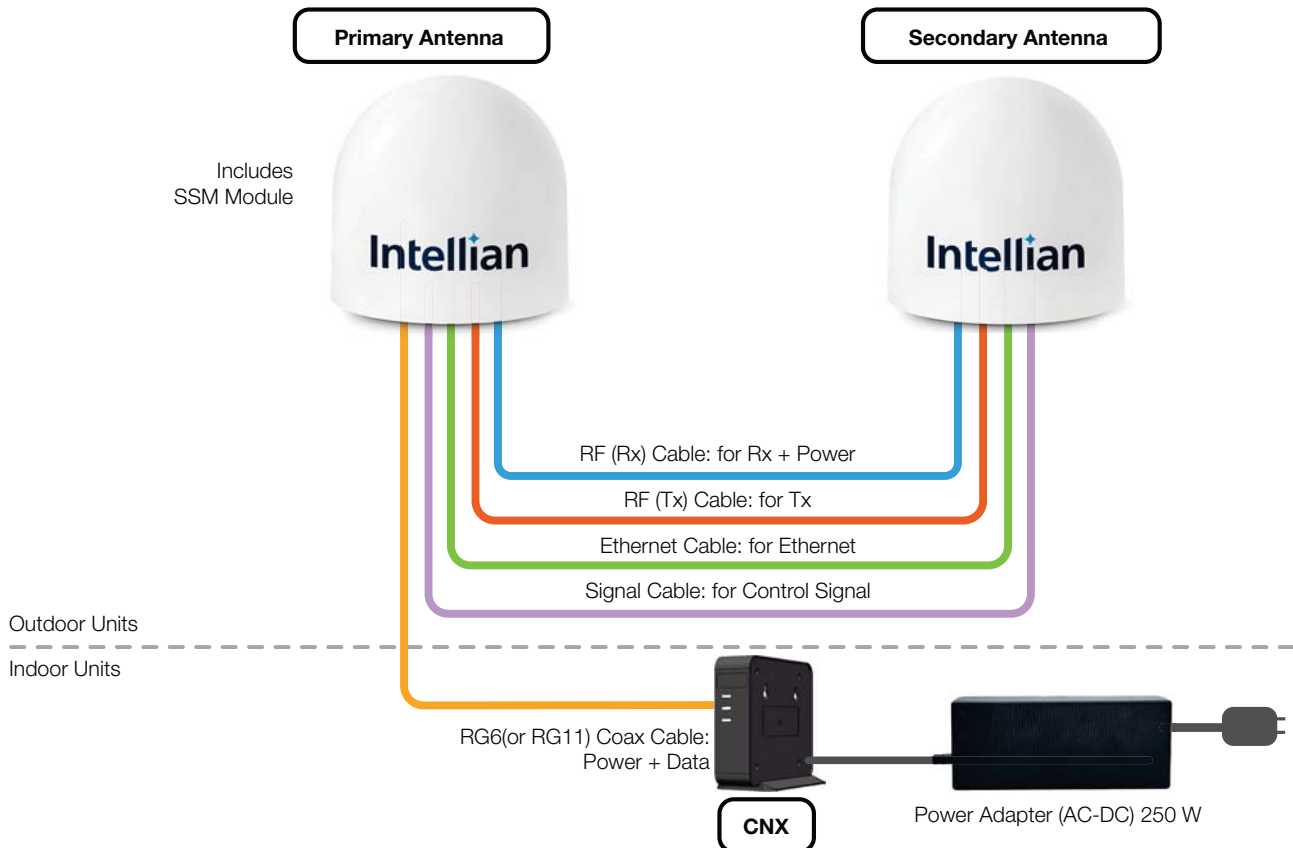 Primary Antenna
Secondary Antenna
Includes
SSM Module
Intellian
Intellian
RF (Rx) Cable: for Rx + Power
RF (Tx) Cable: for Tx
Ethernet Cable: for Ethernet
Signal Cable: for Control Signal
Outdoor Units
Indoor Units
RG6(or RG11) Coax Cable:
Power + Data
Power Adapter (AC-DC) 250 W
CNX